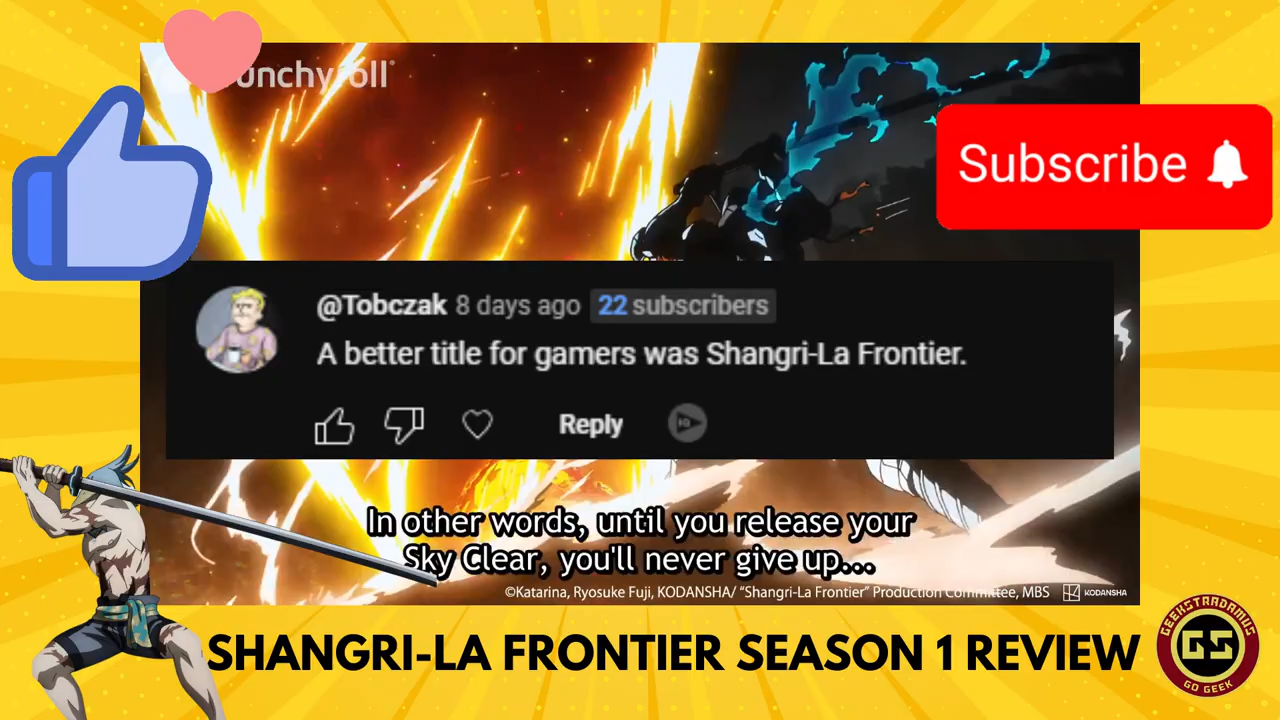 unchyroll
Subscribe
@Tobczak 8 days ago 22 subscribers
A better title for gamers was Shangri-La Frontier.
Reply
In other words, until you release your
Sky Clear, you'll never give up...
©Katarina, Ryosuke Fuji, KODANSHA/ “Shangri-La Frontier” Production Committee, MBS KODANSHA
SHANGRI-LA FRONTIER SEASON 1 REVIEW
GEEKSTRADAMUS
GS
GO GEEK